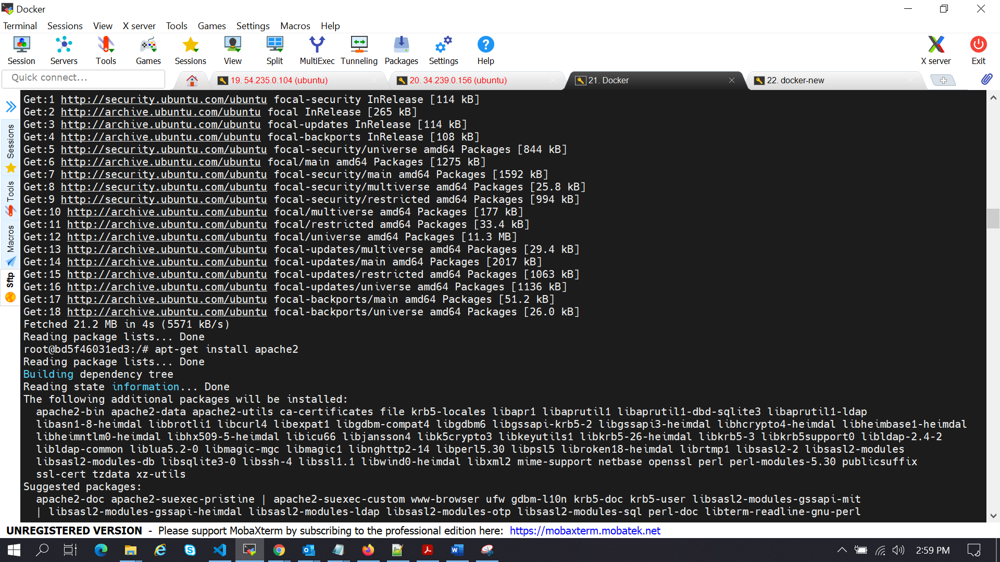 Docker
Terminal Sessions View X server Tools Games Settings Macros Help
Session Servers Tools Games Sessions View Split MultiExec Tunneling Packages Settings Help X server Exit
Quick connect...
19. 54.235.0.104 (ubuntu)
20. 34.239.0.156 (ubuntu)
21. Docker
22. docker-new
Sessions
Tools
Macros
Sftp
Get:1 http://security.ubuntu.com/ubuntu focal-security InRelease [114 kB]
Get:2 http://archive.ubuntu.com/ubuntu focal InRelease [265 kB]
Get:3 http://archive.ubuntu.com/ubuntu focal-updates InRelease [114 kB]
Get:4 http://archive.ubuntu.com/ubuntu focal-backports InRelease [108 kB]
Get:5 http://security.ubuntu.com/ubuntu focal-security/universe amd64 Packages [844 kB]
Get:6 http://archive.ubuntu.com/ubuntu focal/main amd64 Packages [1275 kB]
Get:7 http://security.ubuntu.com/ubuntu focal-security/main amd64 Packages [1592 kB]
Get:8 http://security.ubuntu.com/ubuntu focal-security/multiverse amd64 Packages [25.8 kB]
Get:9 http://security.ubuntu.com/ubuntu focal-security/restricted amd64 Packages [994 kB]
Get:10 http://archive.ubuntu.com/ubuntu focal/multiverse amd64 Packages [177 kB]
Get:11 http://archive.ubuntu.com/ubuntu focal/restricted amd64 Packages [33.4 kB]
Get:12 http://archive.ubuntu.com/ubuntu focal/universe amd64 Packages [11.3 MB]
Get:13 http://archive.ubuntu.com/ubuntu focal-updates/multiverse amd64 Packages [29.4 kB]
Get:14 http://archive.ubuntu.com/ubuntu focal-updates/main amd64 Packages [2017 kB]
Get:15 http://archive.ubuntu.com/ubuntu focal-updates/restricted amd64 Packages [1063 kB]
Get:16 http://archive.ubuntu.com/ubuntu focal-updates/universe amd64 Packages [1136 kB]
Get:17 http://archive.ubuntu.com/ubuntu focal-backports/main amd64 Packages [51.2 kB]
Get:18 http://archive.ubuntu.com/ubuntu focal-backports/universe amd64 Packages [26.0 kB]
Fetched 21.2 MB in 4s (5571 kB/s)
Reading package lists... Done
root@bd5f46031ed3:/# apt-get install apache2
Reading package lists... Done
Building dependency tree
Reading state information... Done
The following additional packages will be installed:
apache2-bin apache2-data apache2-utils ca-certificates file krb5-locales libapr1 libaprutil1 libaprutil1-dbd-sqlite3 libaprutil1-ldap
libasn1-8-heimdal libbrotli1 libcurl4 libexpat1 libgdbm-compat4 libgdbm6 libgssapi-krb5-2 libgssapi3-heimdal libhcrypto4-heimdal libheimbase1-heimdal
libheimntlm0-heimdal libhx509-5-heimdal libicu66 libjansson4 libk5crypto3 libkeyutils1 libkrb5-26-heimdal libkrb5-3 libkrb5support0 libldap-2.4-2
libldap-common liblua5.2-0 libmagic-mgc libmagic1 libnghttp2-14 libperl5.30 libpsl5 libroken18-heimdal librtmp1 libsasl2-2 libsasl2-modules
libsasl2-modules-db libsqlite3-0 libssh-4 libssl1.1 libwind0-heimdal libxml2 mime-support netbase openssl perl perl-modules-5.30 publicsuffix
ssl-cert tzdata xz-utils
Suggested packages:
apache2-doc apache2-suexec-pristine | apache2-suexec-custom www-browser ufw gdbm-l10n krb5-doc krb5-user libsasl2-modules-gssapi-mit
| libsasl2-modules-gssapi-heimdal libsasl2-modules-ldap libsasl2-modules-otp libsasl2-modules-sql perl-doc libterm-readline-gnu-perl
UNREGISTERED VERSION - Please support MobaXterm by subscribing to the professional edition here: https://mobaxterm.mobatek.net
2:59 PM